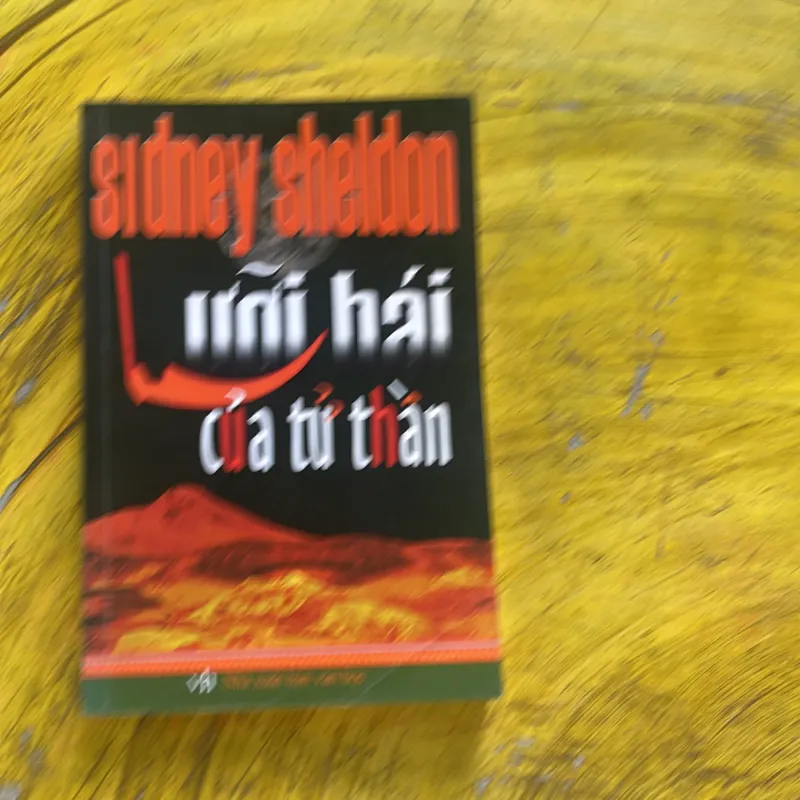 sidney sheldon
Lưỡi hái
của tử thần